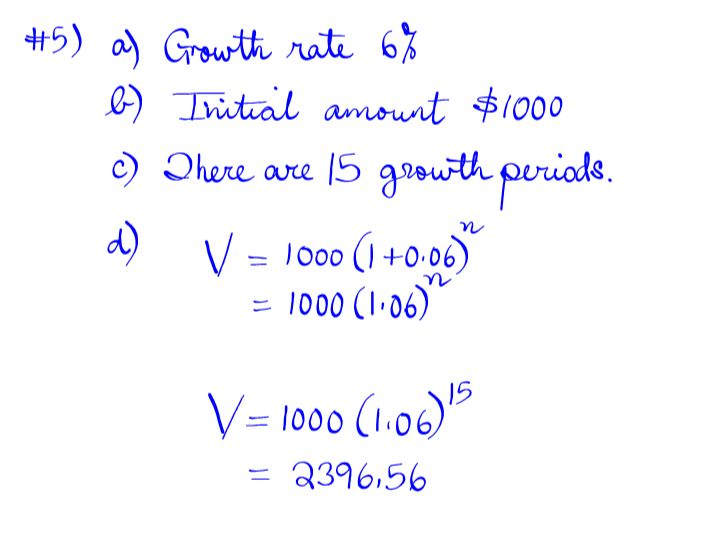 #5) a) Growth rate 6%
b) Initial amount $1000
c) There are 15 growth periods.
d) V = 1000 (1+0.06)^n
= 1000 (1.06)^n
V = 1000 (1.06)^15
= 2396.56